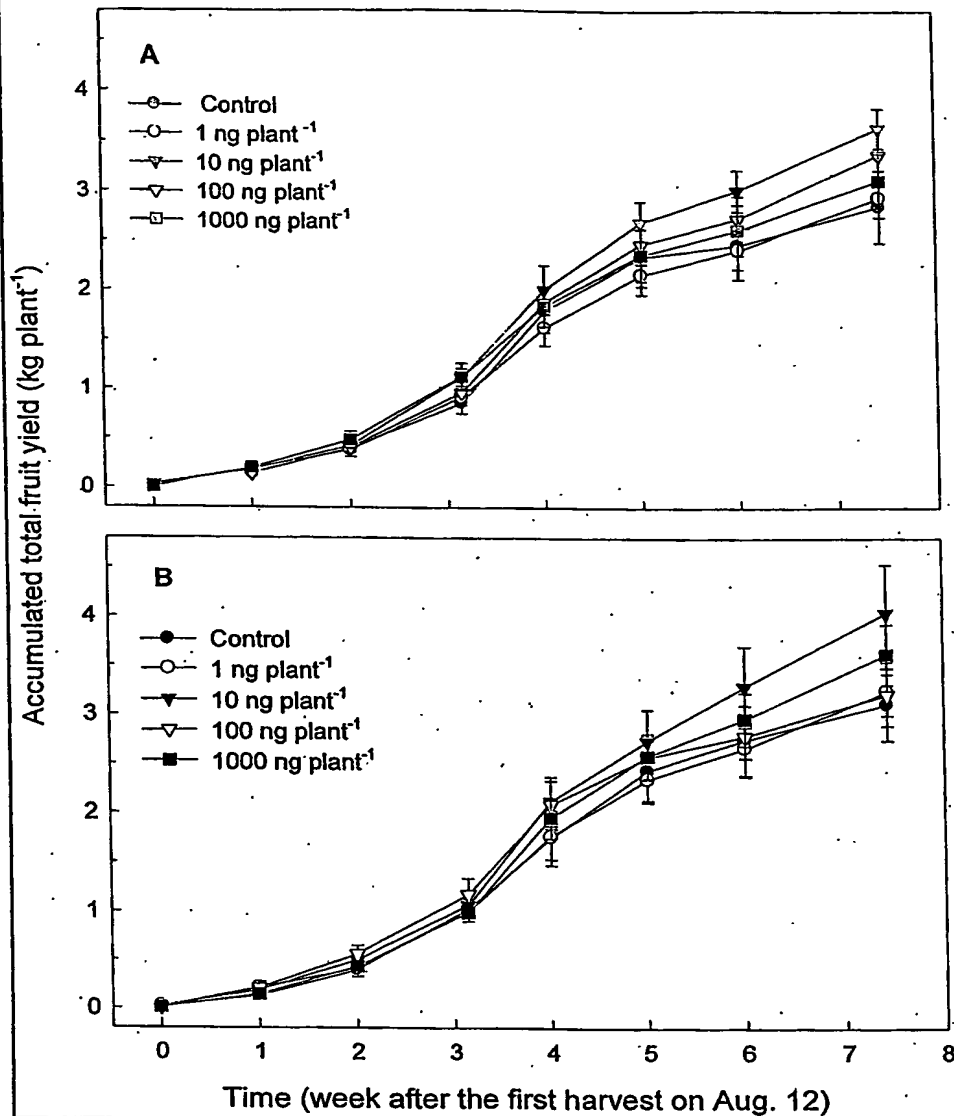 Accumulated total fruit yield (kg plant⁻¹)
A
Control
1 ng plant⁻¹
10 ng plant⁻¹
100 ng plant⁻¹
1000 ng plant⁻¹
4
3
2
1
0
B
Control
1 ng plant⁻¹
10 ng plant⁻¹
100 ng plant⁻¹
1000 ng plant⁻¹
4
3
2
1
0
0 1 2 3 4 5 6 7 8
Time (week after the first harvest on Aug. 12)